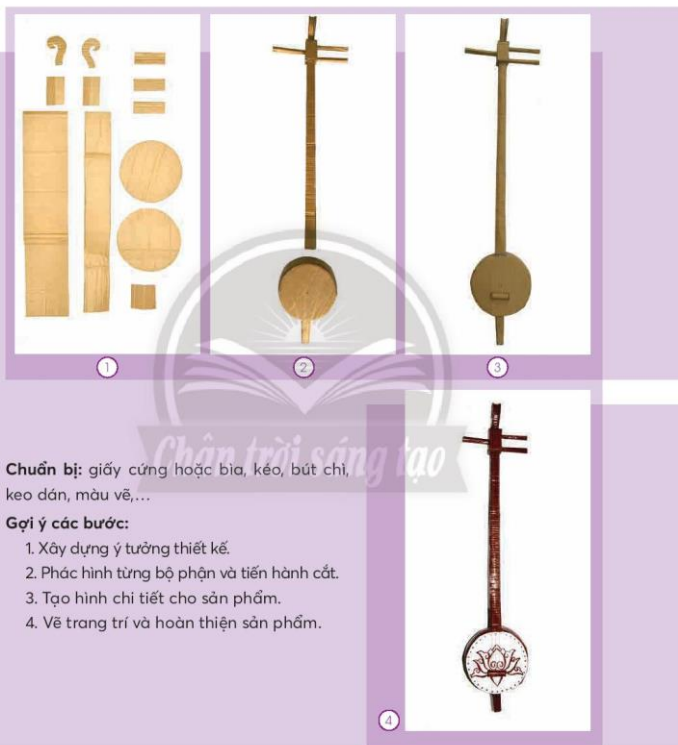 1
2
3
Chân trời sáng tạo
Chuẩn bị: giấy cứng hoặc bìa, kéo, bút chì,
keo dán, màu vẽ,...
Gợi ý các bước:
1. Xây dựng ý tưởng thiết kế.
2. Phác hình từng bộ phận và tiến hành cắt.
3. Tạo hình chi tiết cho sản phẩm.
4. Vẽ trang trí và hoàn thiện sản phẩm.
4